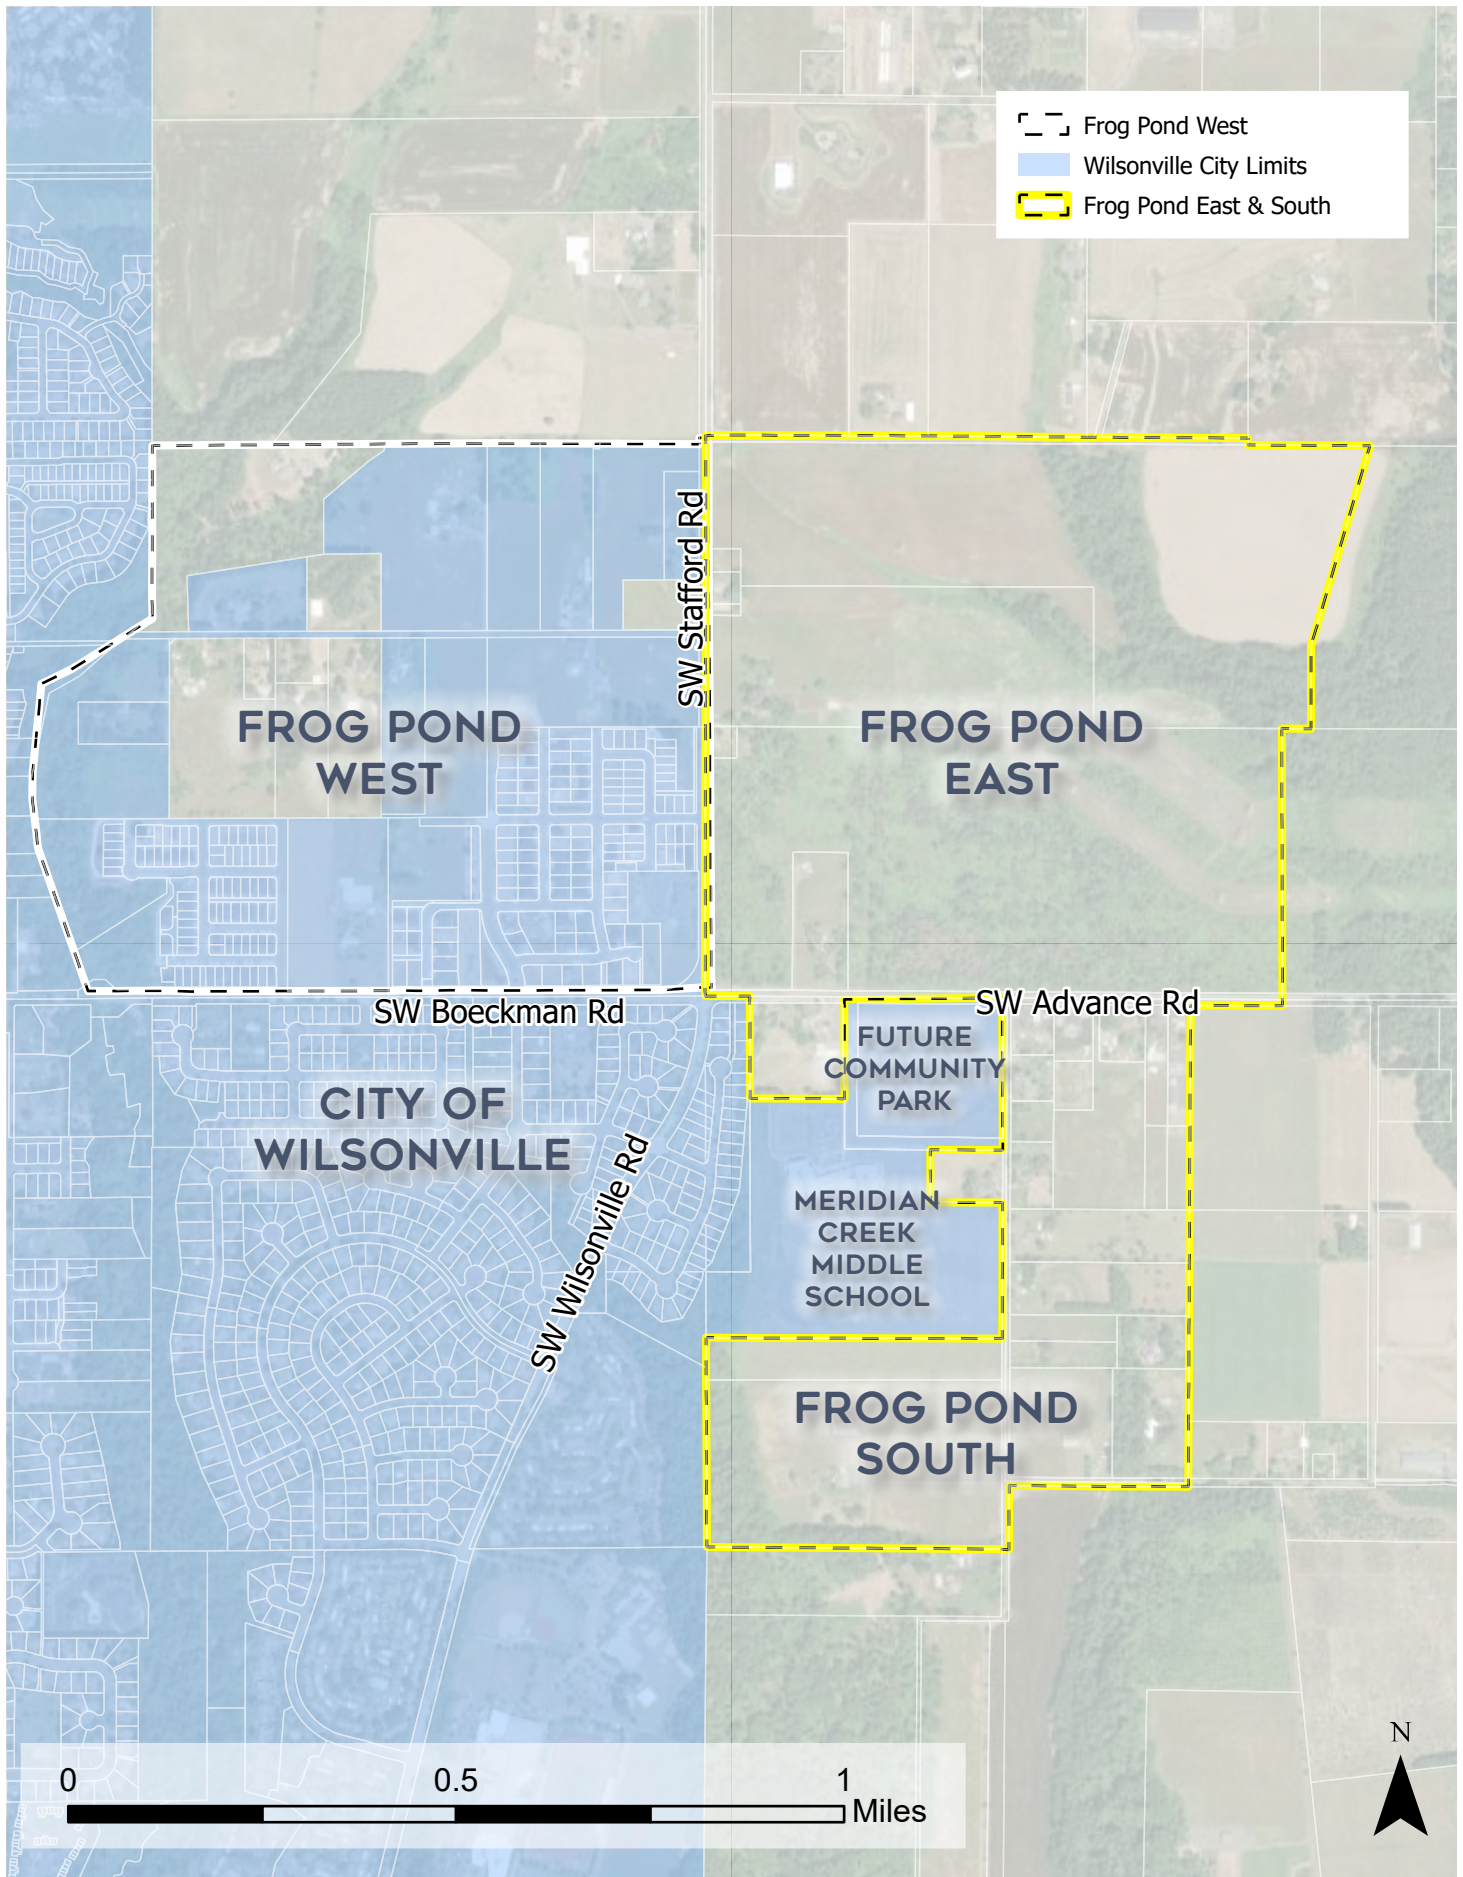 Frog Pond West
Wilsonville City Limits
Frog Pond East & South
SW Stafford Rd
FROG POND
WEST
FROG POND
EAST
SW Boeckman Rd
SW Advance Rd
FUTURE
COMMUNITY
PARK
CITY OF
WILSONVILLE
SW Wilsonville Rd
MERIDIAN
CREEK
MIDDLE
SCHOOL
FROG POND
SOUTH
N
0 0.5 1
Miles